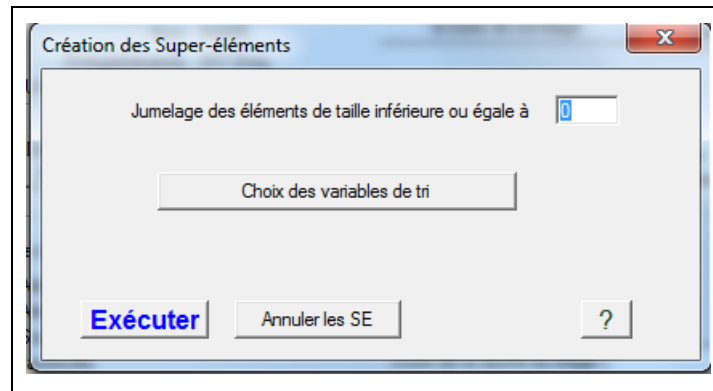 Création des Super-éléments
x
Jumelage des éléments de taille inférieure ou égale à 0
Choix des variables de tri
Exécuter Annuler les SE ?